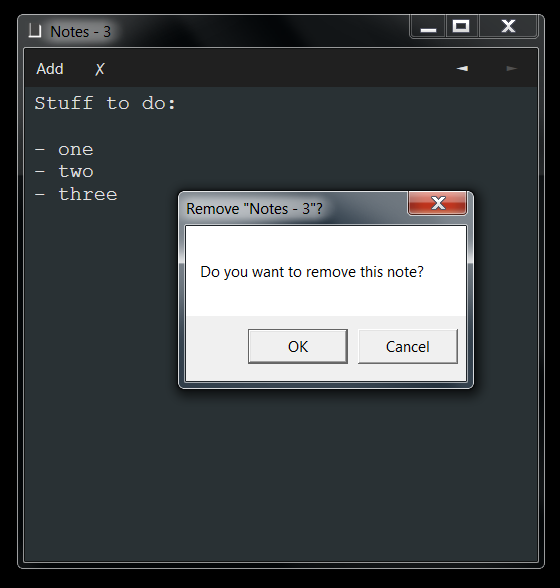 Notes - 3
Add X
Stuff to do:
- one
- two
- three
Remove "Notes - 3"?
Do you want to remove this note?
OK Cancel